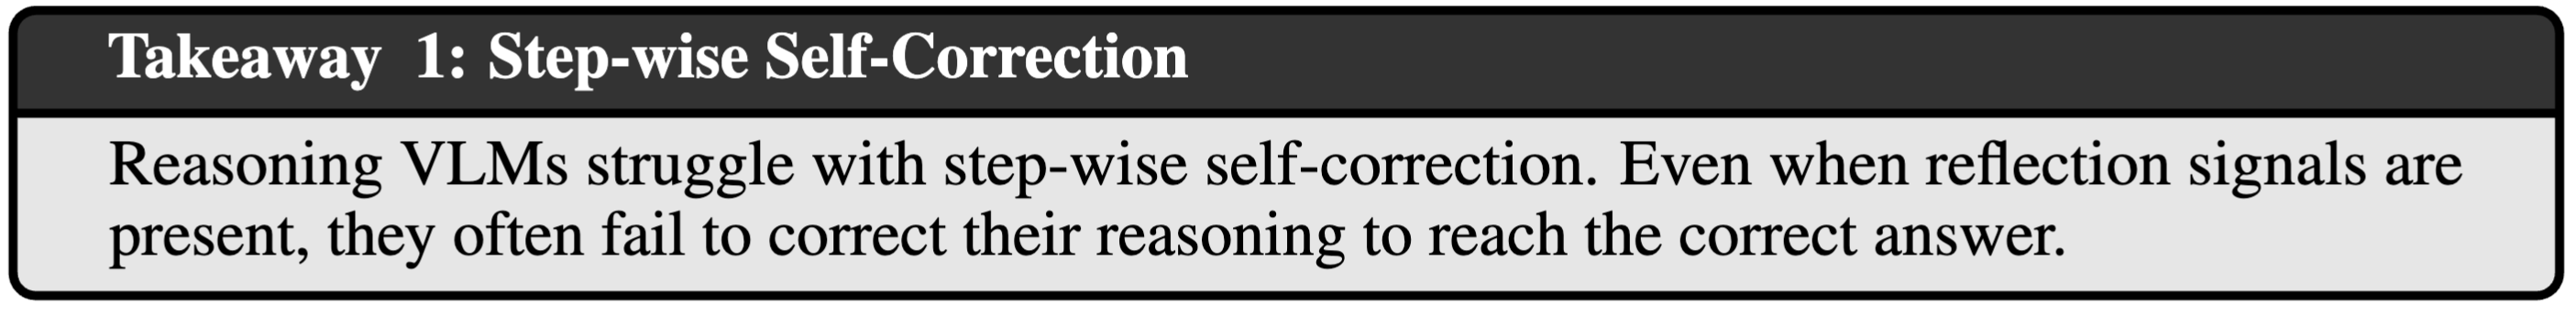 Takeaway 1: Step-wise Self-Correction
Reasoning VLMs struggle with step-wise self-correction. Even when reflection signals are
present, they often fail to correct their reasoning to reach the correct answer.